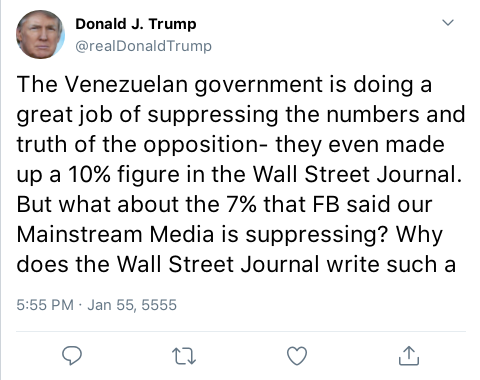 Donald J. Trump
@realDonaldTrump
The Venezuelan government is doing a
great job of suppressing the numbers and
truth of the opposition- they even made
up a 10% figure in the Wall Street Journal.
But what about the 7% that FB said our
Mainstream Media is suppressing? Why
does the Wall Street Journal write such a
5:55 PM · Jan 55, 5555